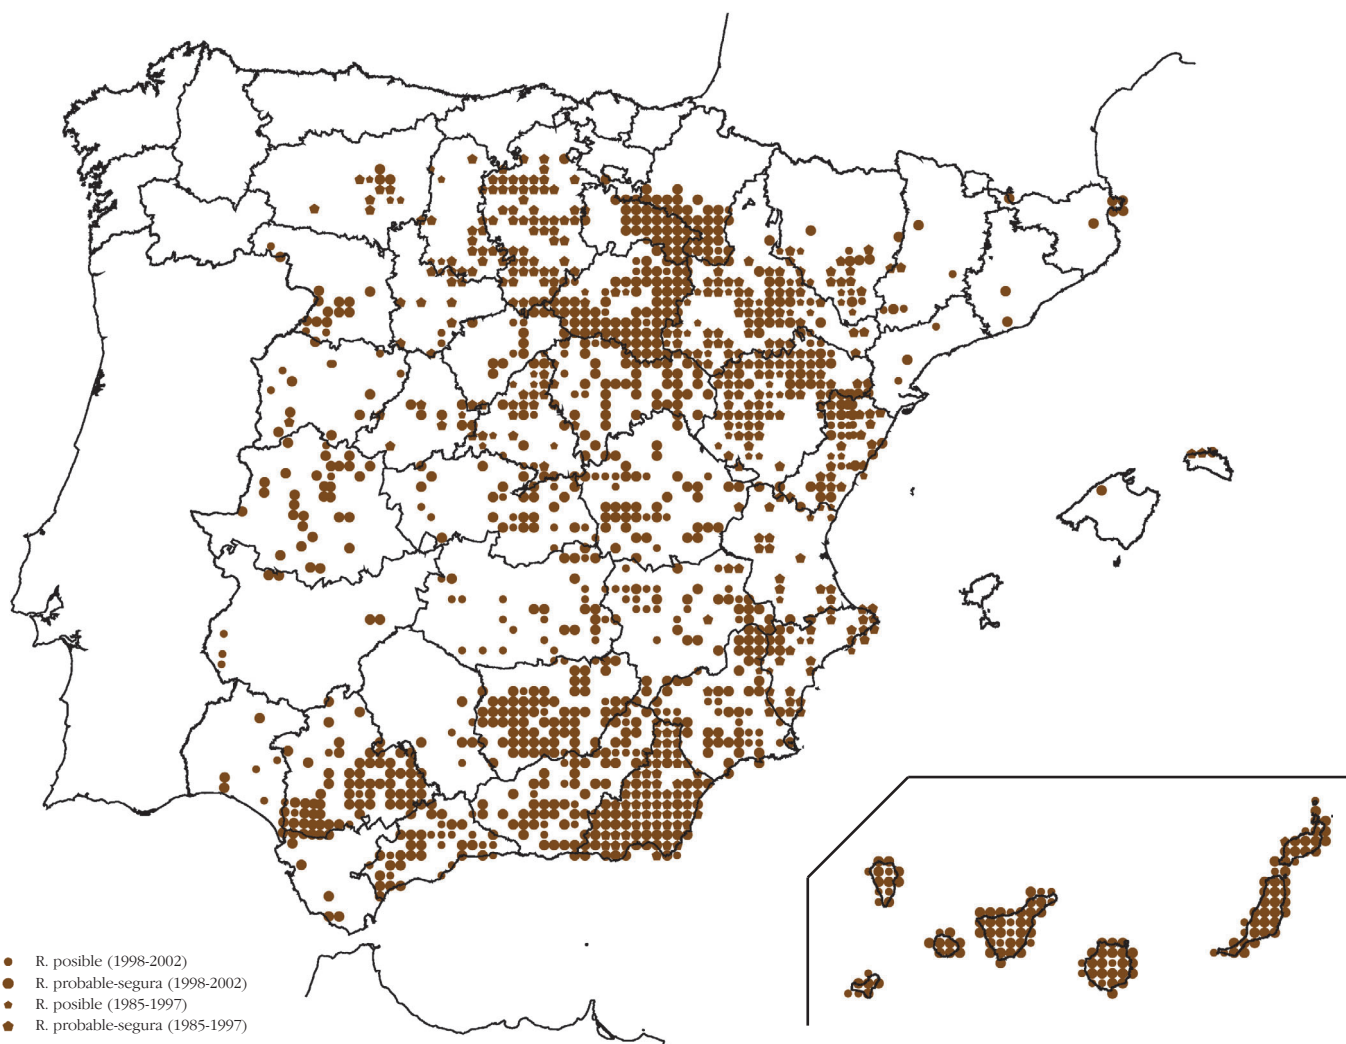 R. posible (1998-2002)
R. probable-segura (1998-2002)
R. posible (1985-1997)
R. probable-segura (1985-1997)